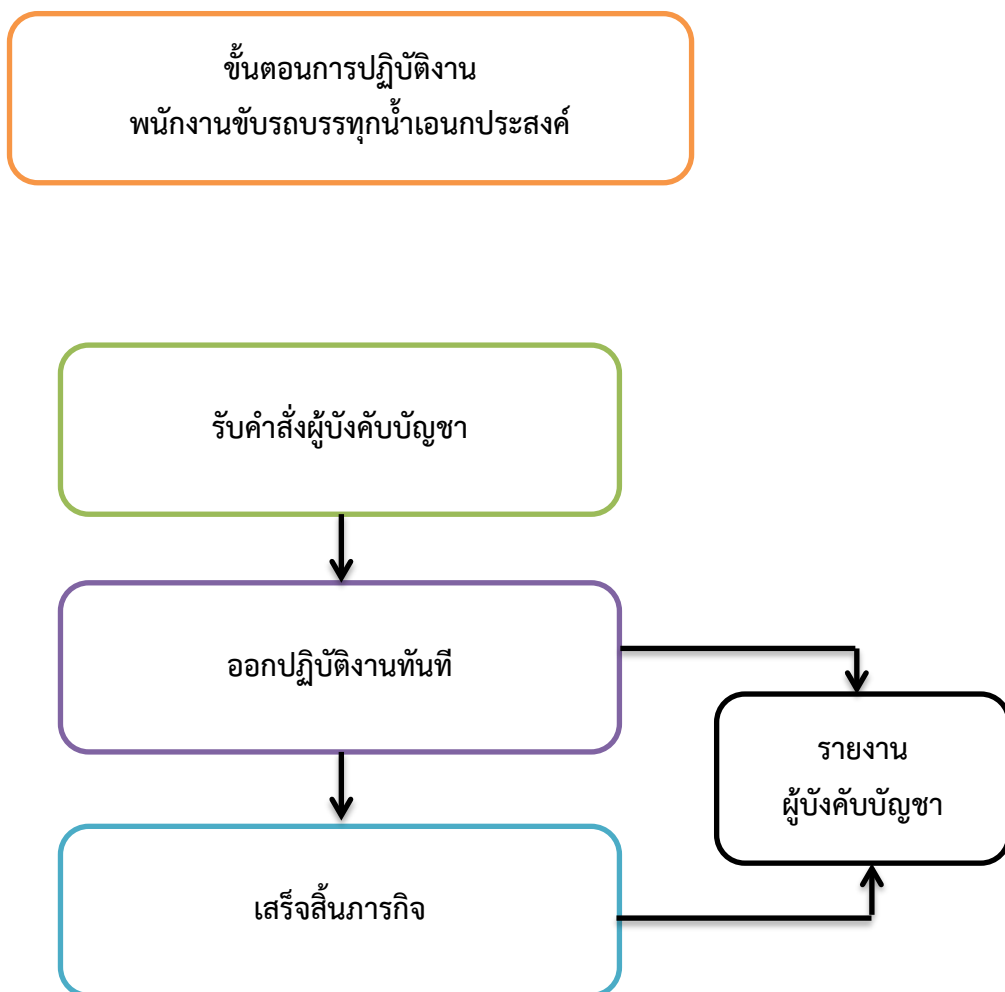 ขั้นตอนการปฏิบัติงาน
พนักงานขับรถบรรทุกน้ำเอนกประสงค์
รับคำสั่งผู้บังคับบัญชา
ออกปฏิบัติงานทันที
รายงาน
ผู้บังคับบัญชา
เสร็จสิ้นภารกิจ